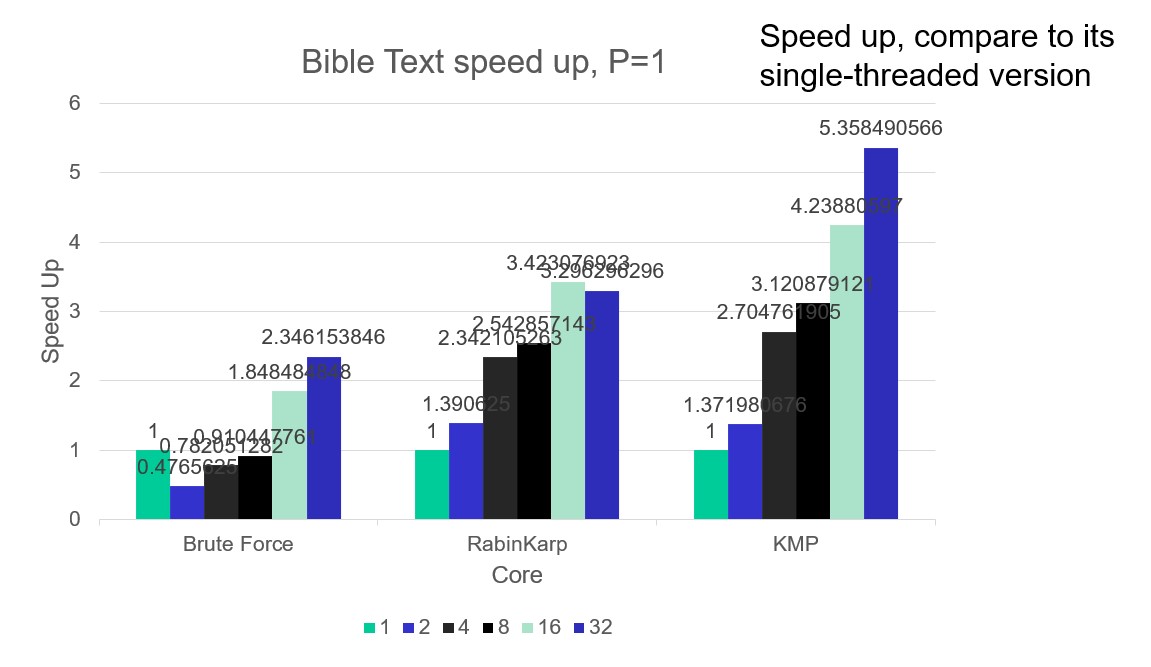 Speed up, compare to its
single-threaded version
Bible Text speed up, P=1
6
5
4
3
2
1
0
Speed Up
1
0.4765625
0.782051282
0.910447761
1.848484848
2.346153846
1
1.390625
2.342105263
2.542857143
3.423076923
3.296296296
1
1.371980676
2.704761905
3.120879121
4.23880597
5.358490566
Brute Force
RabinKarp
KMP
Core
1 2 4 8 16 32